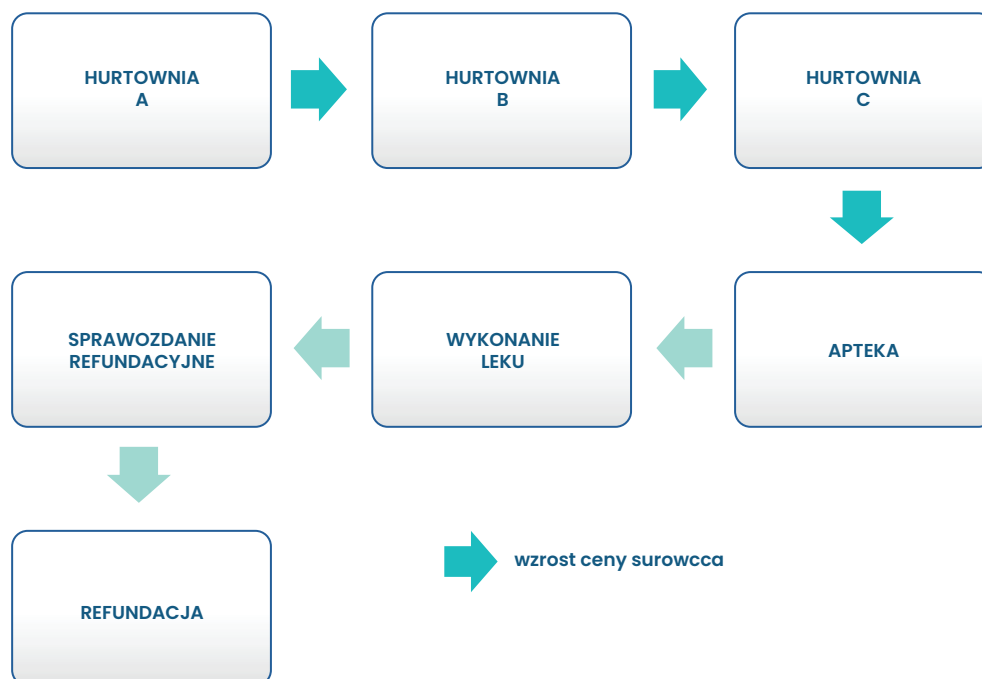 HURTOWNIA
A
HURTOWNIA
B
HURTOWNIA
C
SPRAWOZDANIE
REFUNDACYJNE
WYKONANIE
LEKU
APTEKA
REFUNDACJA
wzrost ceny surowcca